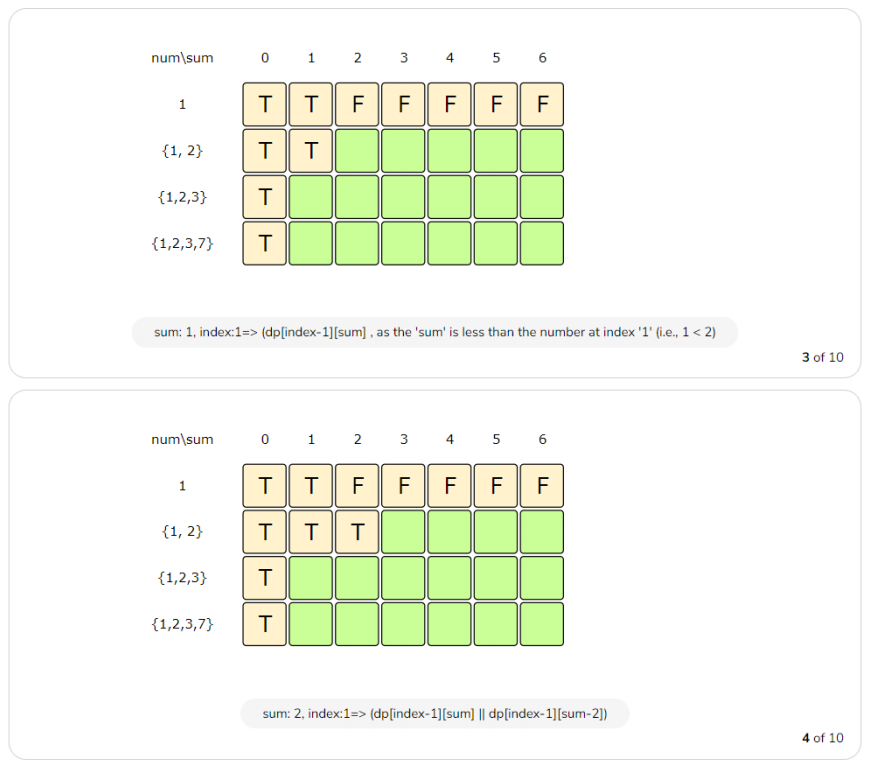 num\sum 0 1 2 3 4 5 6
1 T T F F F F F
{1, 2} T T
{1,2,3} T
{1,2,3,7} T
sum: 1, index:1=> (dp[index-1][sum] , as the 'sum' is less than the number at index '1' (i.e., 1 < 2)
3 of 10
num\sum 0 1 2 3 4 5 6
1 T T F F F F F
{1, 2} T T T
{1,2,3} T
{1,2,3,7} T
sum: 2, index:1=> (dp[index-1][sum] || dp[index-1][sum-2])
4 of 10